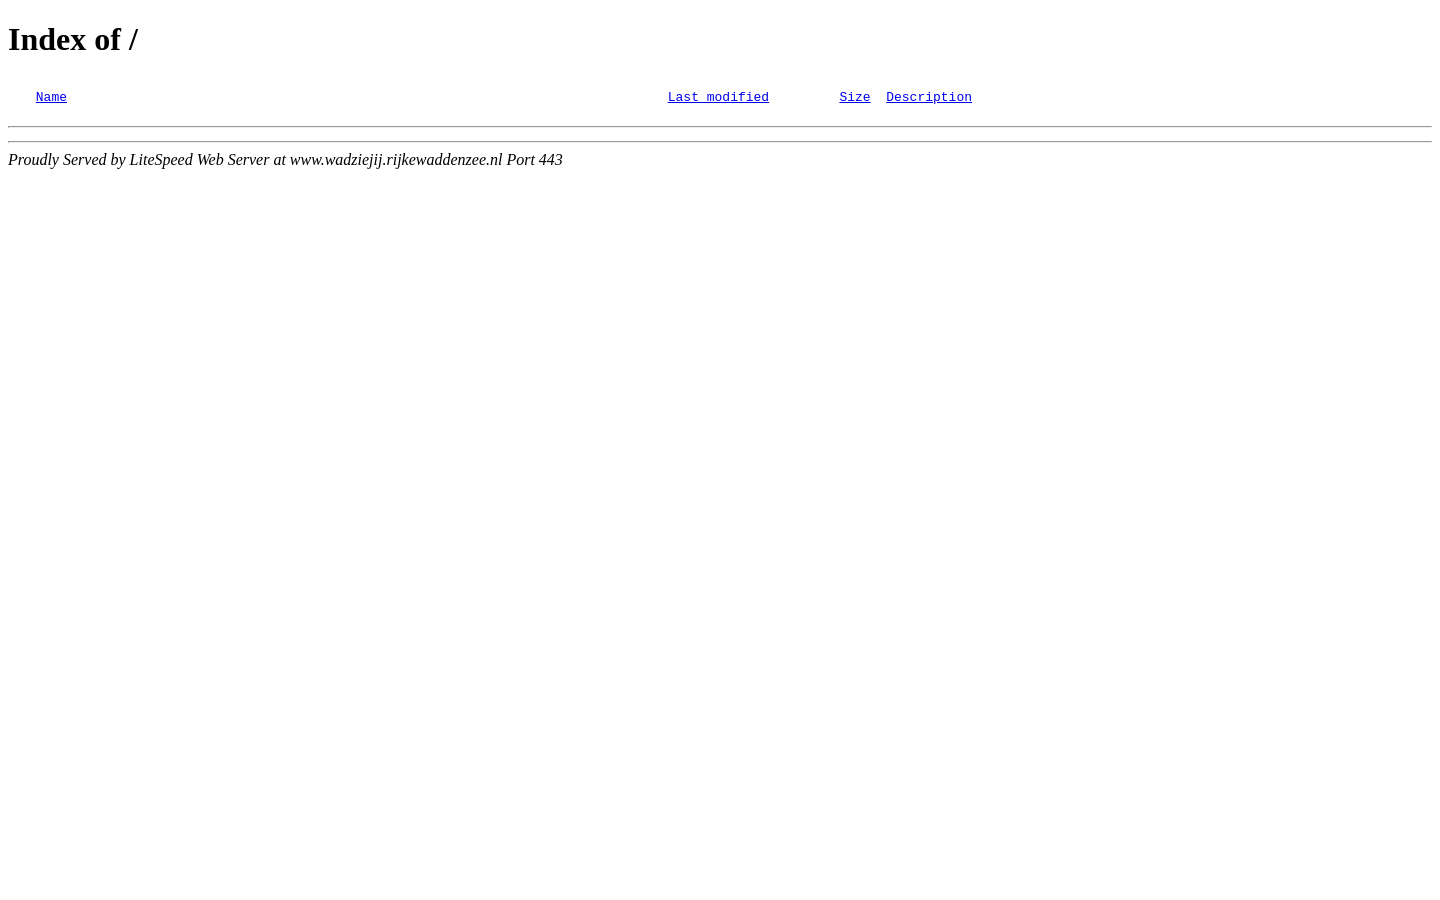 Index of /
Name Last modified Size Description
Proudly Served by LiteSpeed Web Server at www.wadziejij.rijkewaddenzee.nl Port 443